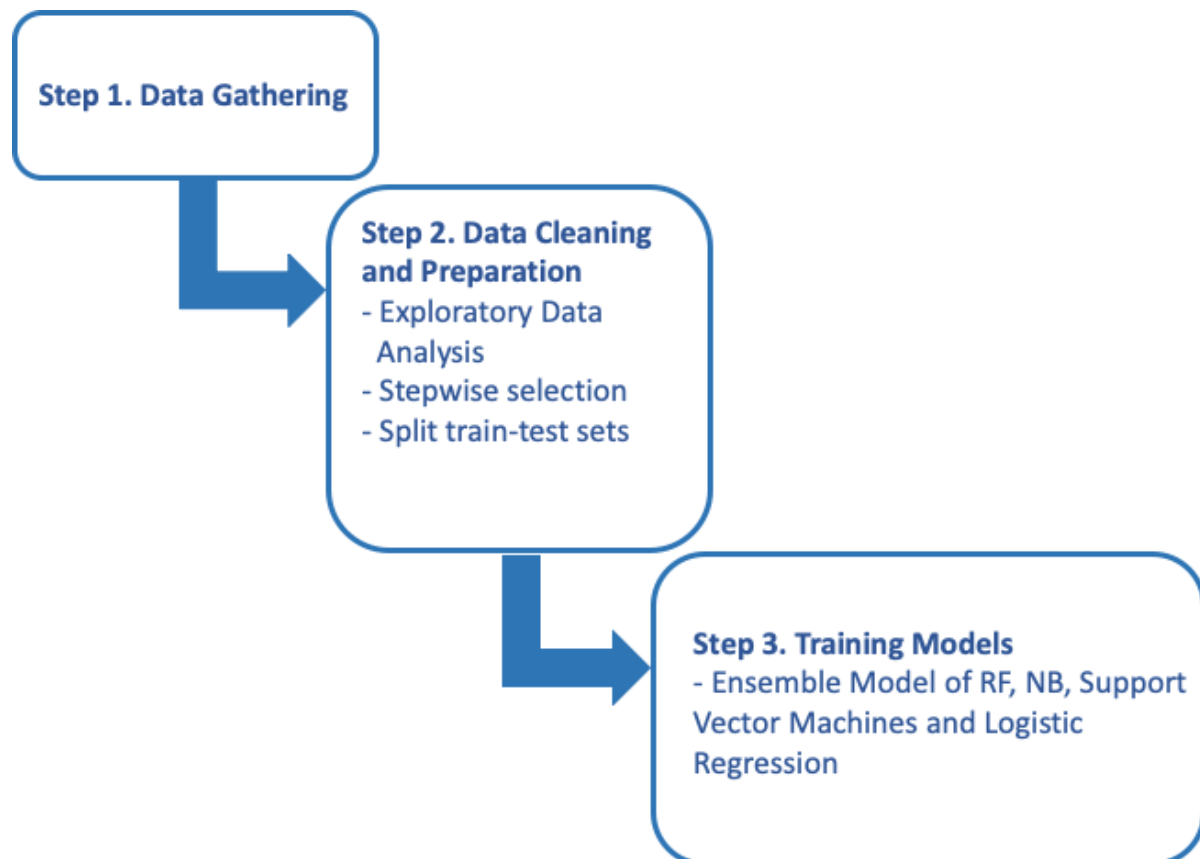 Step 1. Data Gathering
Step 2. Data Cleaning
and Preparation
- Exploratory Data
Analysis
- Stepwise selection
- Split train-test sets
Step 3. Training Models
- Ensemble Model of RF, NB, Support
Vector Machines and Logistic
Regression